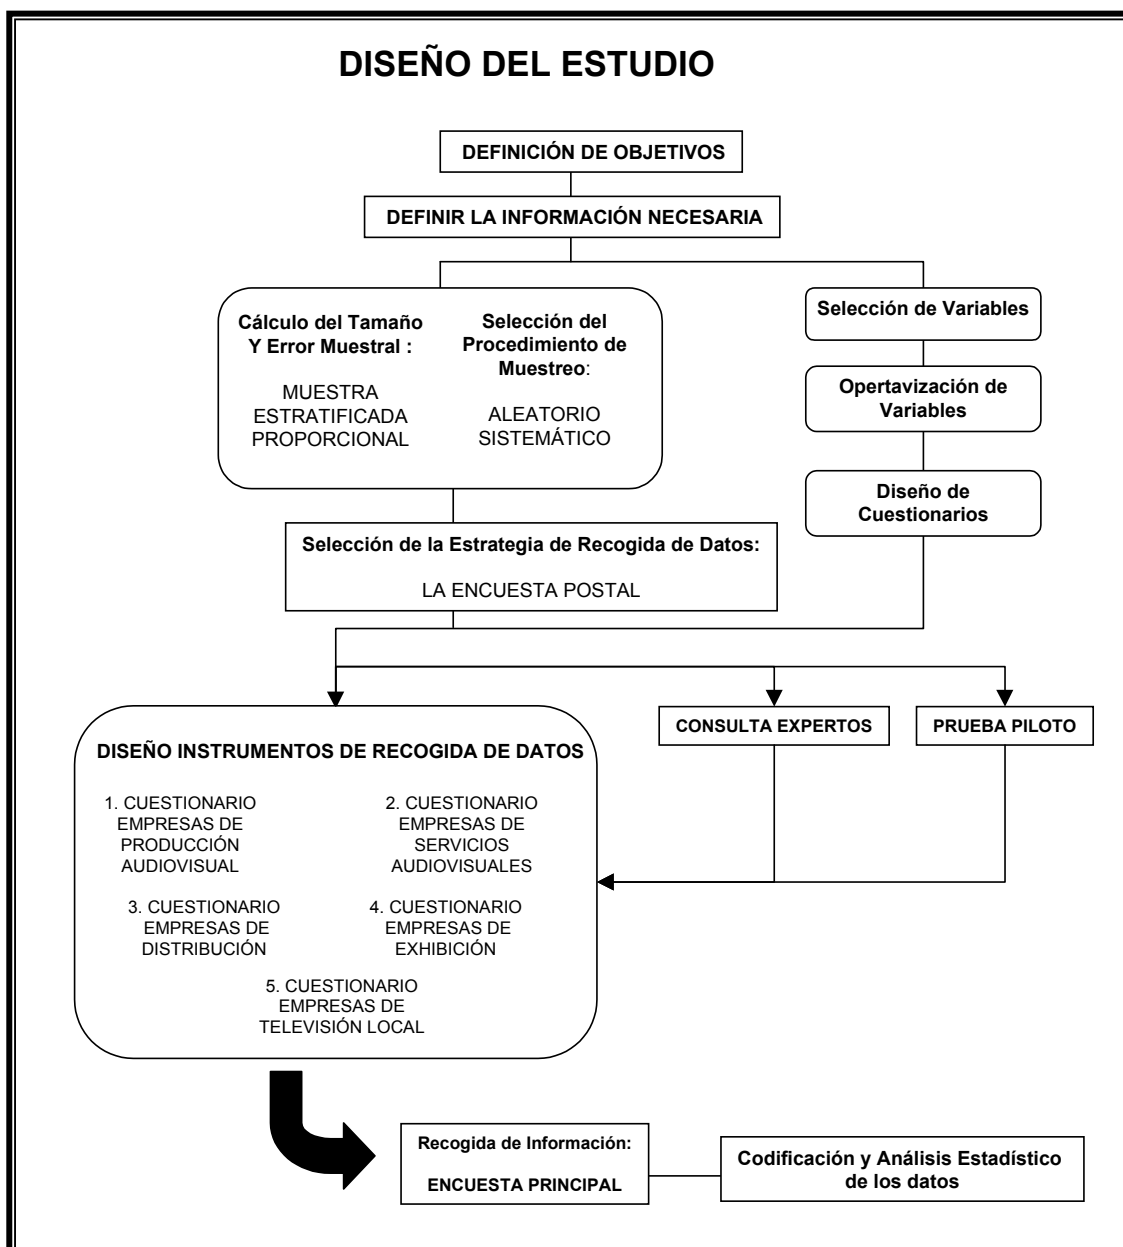 DISEÑO DEL ESTUDIO
DEFINICIÓN DE OBJETIVOS
DEFINIR LA INFORMACIÓN NECESARIA
Cálculo del Tamaño
Y Error Muestral :
MUESTRA
ESTRATIFICADA
PROPORCIONAL
Selección del
Procedimiento de
Muestreo:
ALEATORIO
SISTEMÁTICO
Selección de Variables
Opertavización de
Variables
Diseño de
Cuestionarios
Selección de la Estrategia de Recogida de Datos:
LA ENCUESTA POSTAL
CONSULTA EXPERTOS
PRUEBA PILOTO
DISEÑO INSTRUMENTOS DE RECOGIDA DE DATOS
1. CUESTIONARIO
EMPRESAS DE
PRODUCCIÓN
AUDIOVISUAL
2. CUESTIONARIO
EMPRESAS DE
SERVICIOS
AUDIOVISUALES
3. CUESTIONARIO
EMPRESAS DE
DISTRIBUCIÓN
4. CUESTIONARIO
EMPRESAS DE
EXHIBICIÓN
5. CUESTIONARIO
EMPRESAS DE
TELEVISIÓN LOCAL
Recogida de Información:
ENCUESTA PRINCIPAL
Codificación y Análisis Estadístico
de los datos